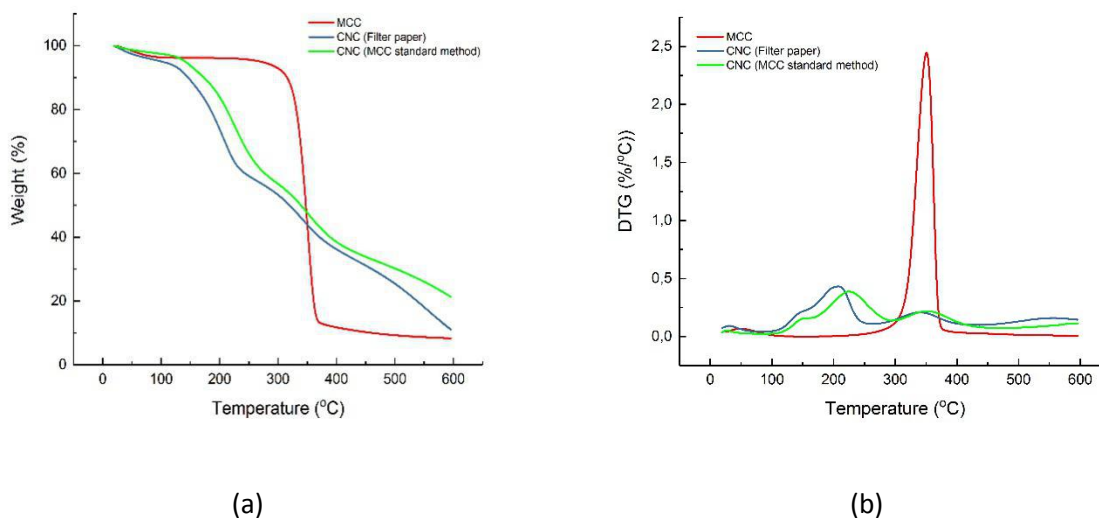 MCC
CNC (Filter paper)
CNC (MCC standard method)
100
80
60
40
20
0
Weight (%)
0 100 200 300 400 500 600
Temperature (°C)
(a)
MCC
CNC (Filter paper)
CNC (MCC standard method)
2,5
2,0
1,5
1,0
0,5
0,0
DTG (%/°C))
0 100 200 300 400 500 600
Temperature (°C)
(b)